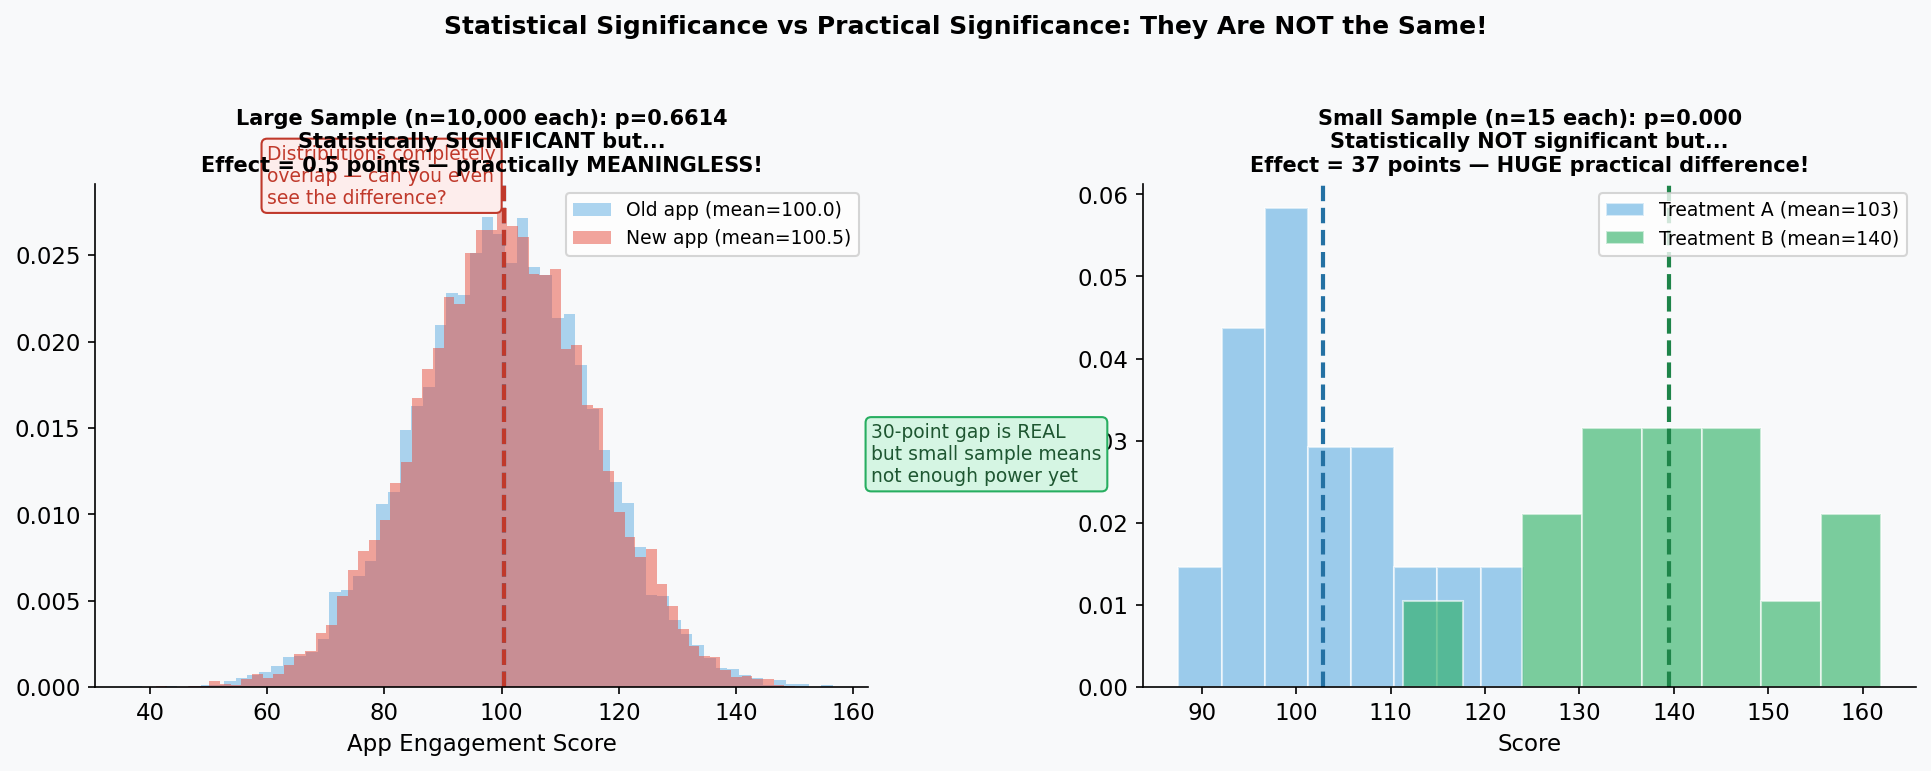 Statistical Significance vs Practical Significance: They Are NOT the Same!
Large Sample (n=10,000 each): p=0.6614
Statistically SIGNIFICANT but...
Effect = 0.5 points — practically MEANINGLESS!
Distributions completely
overlap — can you even
see the difference?
Old app (mean=100.0)
New app (mean=100.5)
0.025
0.020
0.015
0.010
0.005
0.000
40 60 80 100 120 140 160
App Engagement Score
Small Sample (n=15 each): p=0.000
Statistically NOT significant but...
Effect = 37 points — HUGE practical difference!
Treatment A (mean=103)
Treatment B (mean=140)
30-point gap is REAL
but small sample means
not enough power yet
0.06
0.05
0.04
03
0.02
0.01
0.00
90 100 110 120 130 140 150 160
Score